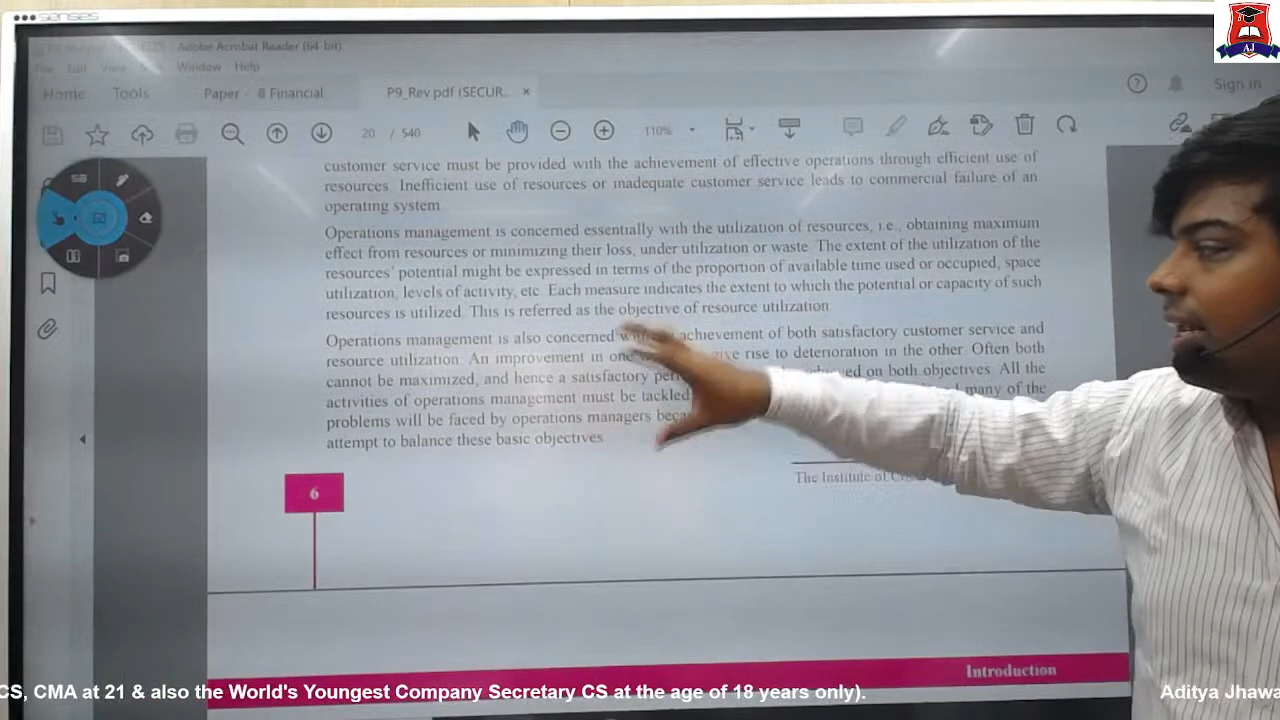 senses
AJ
Adobe Acrobat Reader (64-bit)
File Edit View Window Help
Home Tools Paper - 8 Financial P9_Rev.pdf (SECUR... × Sign in
20 / 540 110%
customer service must be provided with the achievement of effective operations through efficient use of
resources. Inefficient use of resources or inadequate customer service leads to commercial failure of an
operating system.
Operations management is concerned essentially with the utilization of resources, i.e., obtaining maximum
effect from resources or minimizing their loss, under utilization or waste. The extent of the utilization of the
resources' potential might be expressed in terms of the proportion of available time used or occupied, space
utilization, levels of activity, etc. Each measure indicates the extent to which the potential or capacity of such
resources is utilized. This is referred as the objective of resource utilization.
Operations management is also concerned achievement of both satisfactory customer service and
resource utilization. An improvement in one rise to deterioration in the other. Often both
cannot be maximized, and hence a satisfactory on both objectives. All the
activities of operations management must be tackled many of the
problems will be faced by operations managers
attempt to balance these basic objectives.
6
The Institute of
Introduction
CS, CMA at 21 & also the World's Youngest Company Secretary CS at the age of 18 years only). Aditya